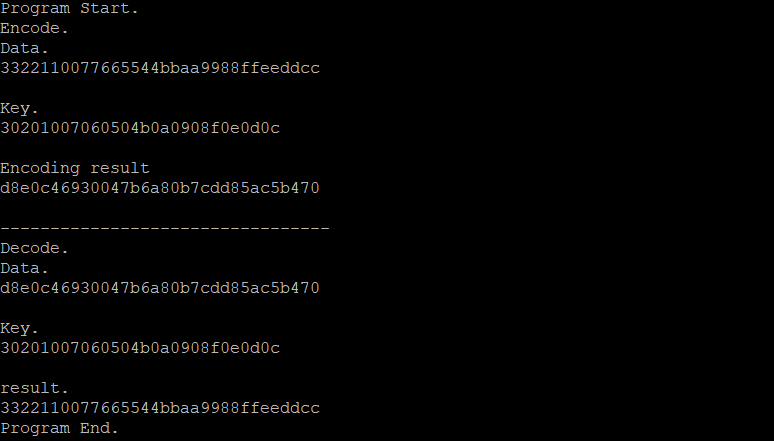 Program Start.
Encode.
Data.
3322110077665544bbaa9988ffeeddcc
Key.
30201007060504b0a0908f0e0d0c
Encoding result
d8e0c46930047b6a80b7cdd85ac5b470
---------------------------------
Decode.
Data.
d8e0c46930047b6a80b7cdd85ac5b470
Key.
30201007060504b0a0908f0e0d0c
result.
3322110077665544bbaa9988ffeeddcc
Program End.